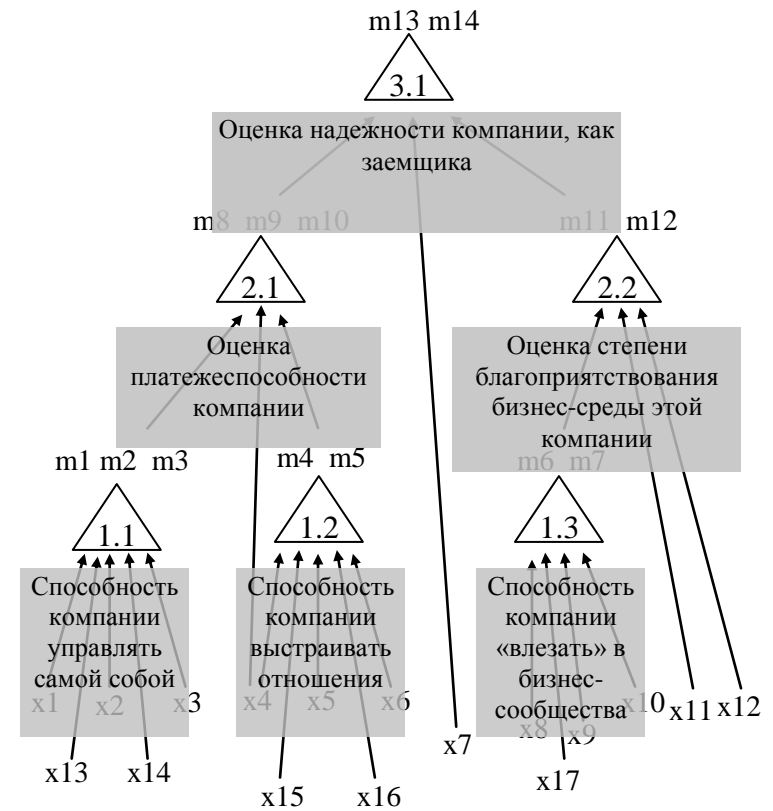 m13 m14
3.1
Оценка надежности компании, как
заемщика
m8 m9 m10
m11 m12
2.1
2.2
Оценка
платежеспособности
компании
Оценка степени
благоприятствования
бизнес-среды этой
компании
m1 m2 m3
m4 m5
m6 m7
1.1
1.2
1.3
Способность
компании
управлять
самой собой
Способность
компании
выстраивать
отношения
Способность
компании
«влезать» в
бизнес-
сообщества
x1 x2 x3
x4 x5 x6
x7
x8 x9 x10 x11 x12
x13 x14
x15 x16
x17